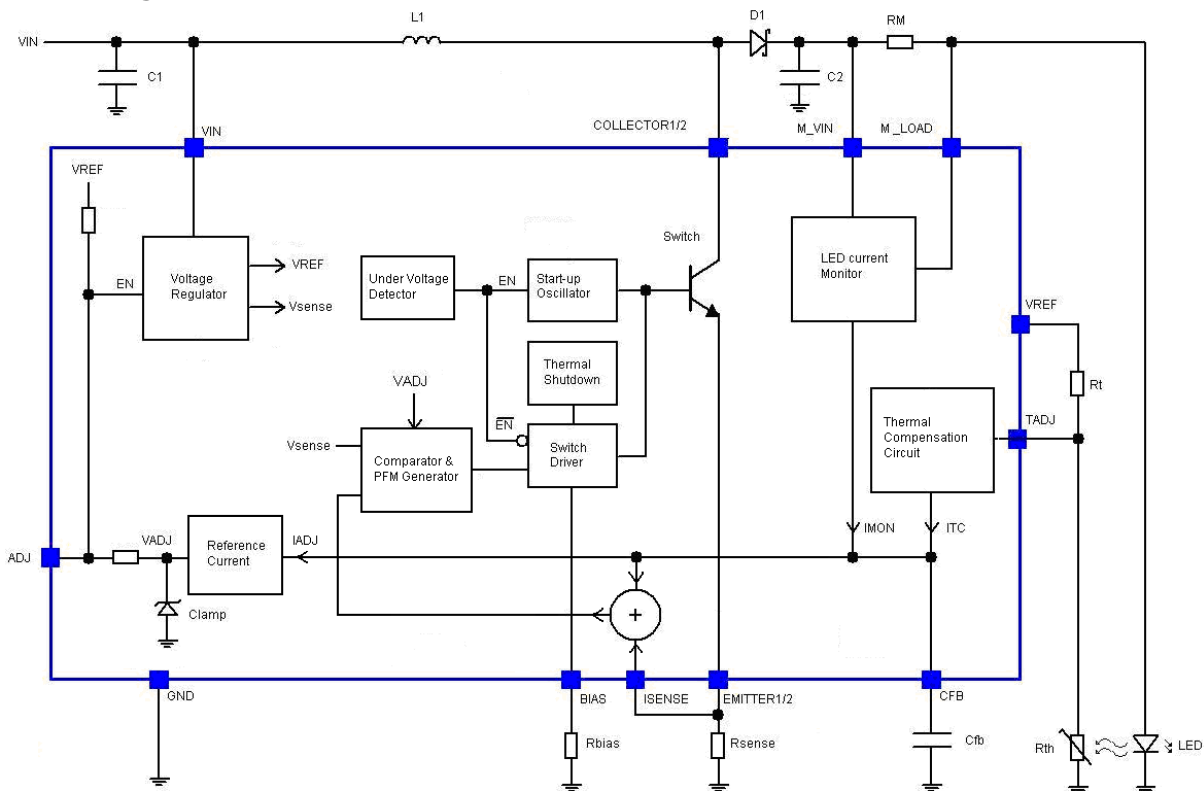 L1
D1
RM
VIN
C1
C2
VIN
COLLECTOR1/2
M_VIN
M_LOAD
VREF
Switch
EN
Voltage
Regulator
VREF
Vsense
Under Voltage
Detector
EN
Start-up
Oscillator
LED current
Monitor
VREF
Thermal
Shutdown
Rt
VADJ
EN
TADJ
Thermal
Compensation
Circuit
Vsense
Comparator &
PFM Generator
Switch
Driver
ADJ
VADJ
Reference
Current
IADJ
IMON
ITC
Clamp
+
GND
BIAS
ISENSE
EMITTER1/2
CFB
Rbias
Rsense
Cfb
Rth
LED